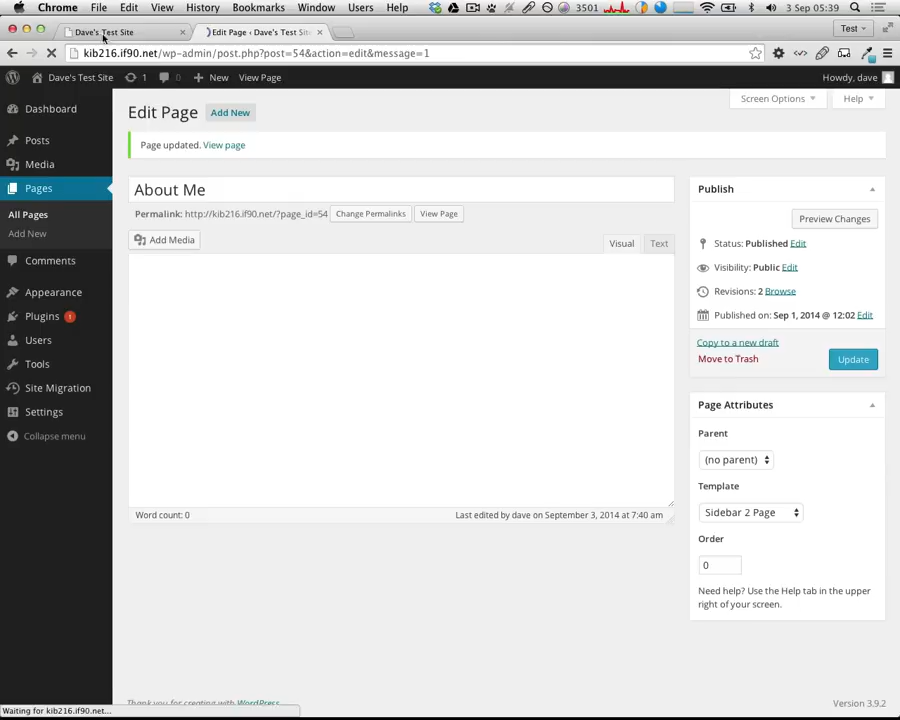 Chrome File Edit View History Bookmarks Window Users Help 3501 3 Sep 05:39
Dave's Test Site Edit Page ‹ Dave's Test Site Test
kib216.if90.net/wp-admin/post.php?post=54&action=edit&message=1
Dave's Test Site 1 0 + New View Page Howdy, dave
Screen Options Help
Dashboard
Posts
Media
Pages
All Pages
Add New
Comments
Appearance
Plugins 1
Users
Tools
Site Migration
Settings
Collapse menu
Edit Page Add New
Page updated. View page
About Me
Permalink: http://kib216.if90.net/?page_id=54 Change Permalinks View Page
Add Media Visual Text
Word count: 0 Last edited by dave on September 3, 2014 at 7:40 am
Publish
Preview Changes
Status: Published Edit
Visibility: Public Edit
Revisions: 2 Browse
Published on: Sep 1, 2014 @ 12:02 Edit
Copy to a new draft
Move to Trash Update
Page Attributes
Parent
(no parent)
Template
Sidebar 2 Page
Order
0
Need help? Use the Help tab in the upper
right of your screen.
Thank you for creating with WordPress. Version 3.9.2
Waiting for kib216.if90.net...